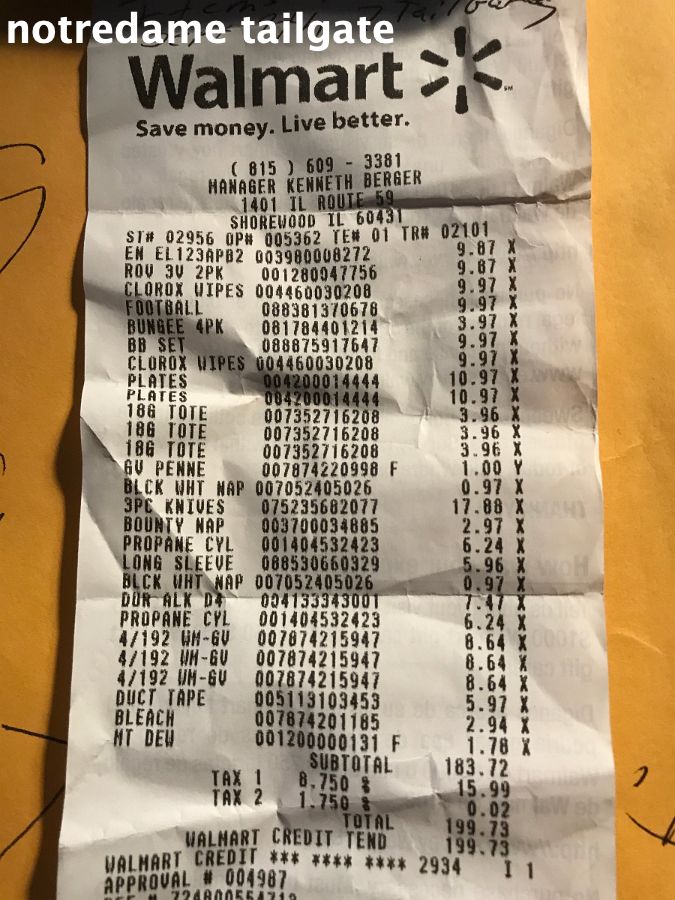 notredame tailgate
Walmart
Save money. Live better.
( 815 ) 609 - 3381
MANAGER KENNETH BERGER
1401 IL ROUTE 59
SHOREWOOD IL 60431
ST# 02956 OP# 005362 TE# 01 TR# 02101
EN EL123APB2 003980008272 9.87 X
ROV 3V 2PK 001280047756 9.87 X
CLOROX WIPES 004460030208 9.97 X
FOOTBALL 088381370678 9.97 X
BUNGEE 4PK 081784401214 3.97 X
BB SET 088875917647 9.97 X
CLOROX WIPES 004460030208 9.97 X
PLATES 004200014444 10.97 X
PLATES 004200014444 10.97 X
18G TOTE 007352716208 3.96 X
18G TOTE 007352716208 3.96 X
18G TOTE 007352716208 3.96 X
GV PENNE 007874220998 F 1.00 Y
BLCK WHT NAP 007052405026 0.97 X
3PC KNIVES 075235682077 17.88 X
BOUNTY NAP 003700034885 2.97 X
PROPANE CYL 001404532423 6.24 X
LONG SLEEVE 088530660329 5.96 X
BLCK WHT NAP 007052405026 0.97 X
DUR ALK D4 004133343001 7.47 X
PROPANE CYL 001404532423 6.24 X
4/192 WM-GV 007874215947 8.64 X
4/192 WM-GV 007874215947 8.64 X
4/192 WM-GV 007874215947 8.64 X
DUCT TAPE 005113103453 5.97 X
BLEACH 007874201185 2.94 X
MT DEW 001200000131 F 1.78 X
SUBTOTAL 183.72
TAX 1 8.750 % 15.99
TAX 2 1.750 % 0.02
TOTAL 199.73
WALMART CREDIT TEND 199.73
WALMART CREDIT *** **** **** 2934 I 1
APPROVAL # 004987